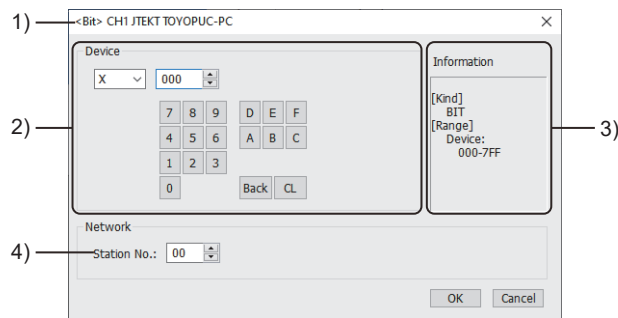 1) <Bit> CH1 JTEKT TOYOPUC-PC
Device
Information
X 000
[Kind]
BIT
[Range]
Device:
000-7FF
7 8 9 D E F
2) 4 5 6 A B C 3)
1 2 3
0 Back CL
Network
4) Station No.: 00
OK Cancel